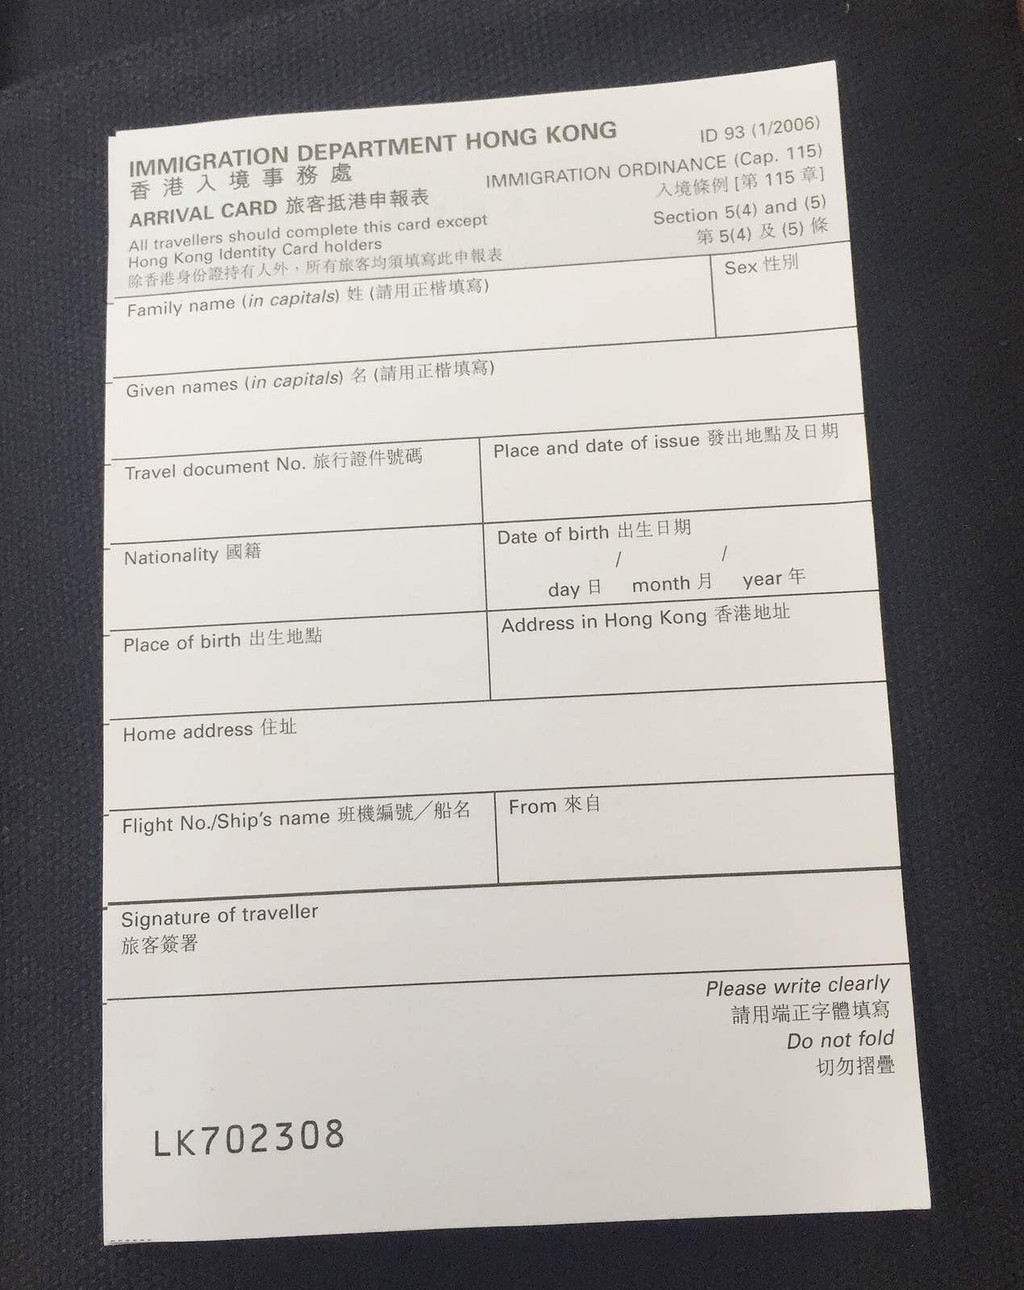 IMMIGRATION DEPARTMENT HONG KONG
香港入境事務處
ID 93 (1/2006)
IMMIGRATION ORDINANCE (Cap. 115)
入境條例 [第 115 章]
Section 5(4) and (5)
第 5(4) 及 (5) 條
ARRIVAL CARD 旅客抵港申報表
All travellers should complete this card except
Hong Kong Identity Card holders
除香港身份證持有人外，所有旅客均須填寫此申報表
Family name (in capitals) 姓 (請用正楷填寫)
Sex 性別
Given names (in capitals) 名 (請用正楷填寫)
Travel document No. 旅行證件號碼
Place and date of issue 發出地點及日期
Nationality 國籍
Date of birth 出生日期
/ /
day 日 month 月 year 年
Place of birth 出生地點
Address in Hong Kong 香港地址
Home address 住址
Flight No./Ship's name 班機編號／船名
From 來自
Signature of traveller
旅客簽署
Please write clearly
請用端正字體填寫
Do not fold
切勿摺疊
LK702308